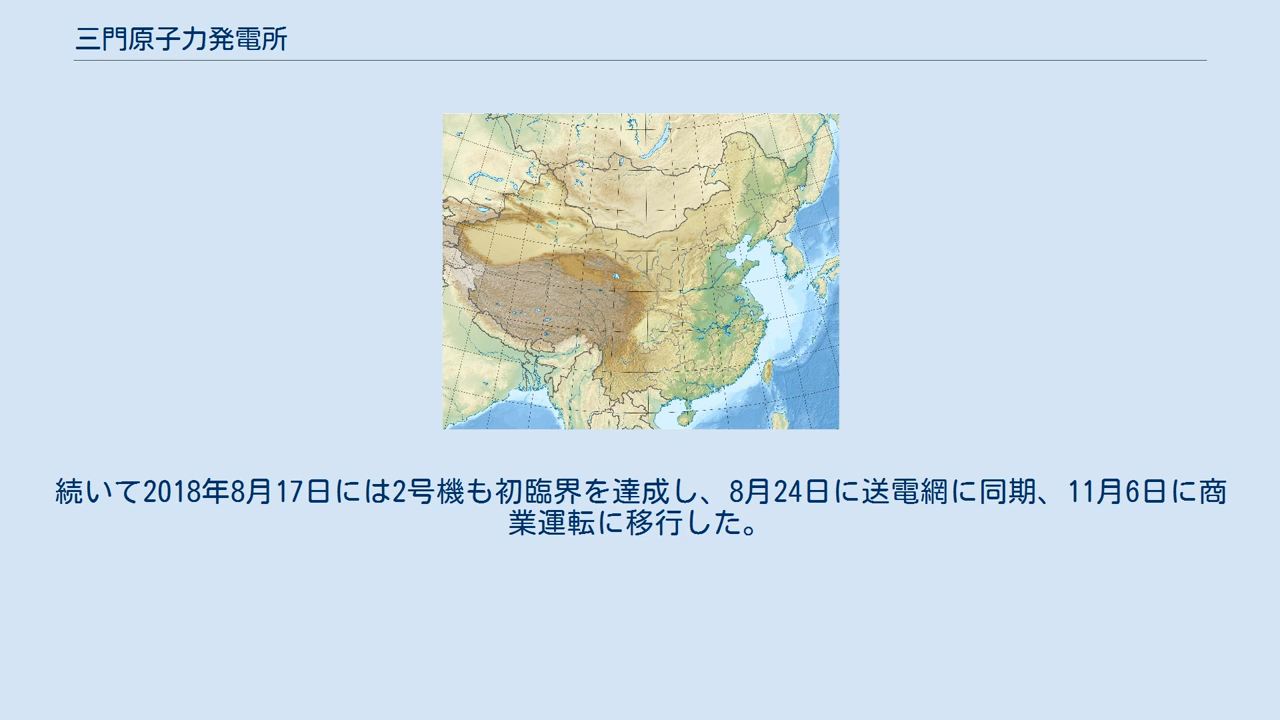 三門原子力発電所
続いて2018年8月17日には2号機も初臨界を達成し、8月24日に送電網に同期、11月6日に商
業運転に移行した。